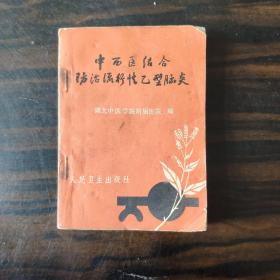 中西医结合
防治流行性乙型脑炎
湖北中医学院附属医院 编
人民卫生出版社